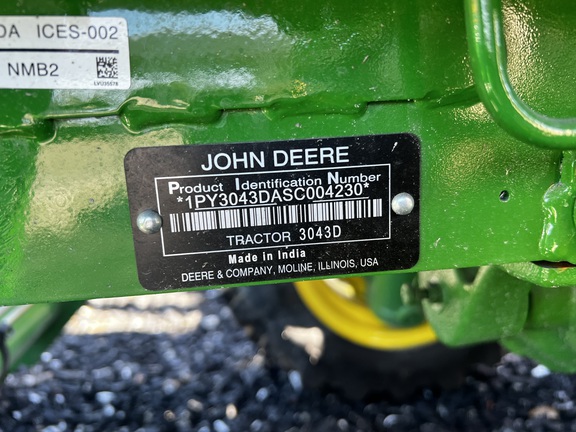 DA ICES-002
NMB2
JOHN DEERE
Product Identification Number
*1PY3043DASC004230*
TRACTOR 3043D
Made in India
DEERE & COMPANY, MOLINE, ILLINOIS, USA